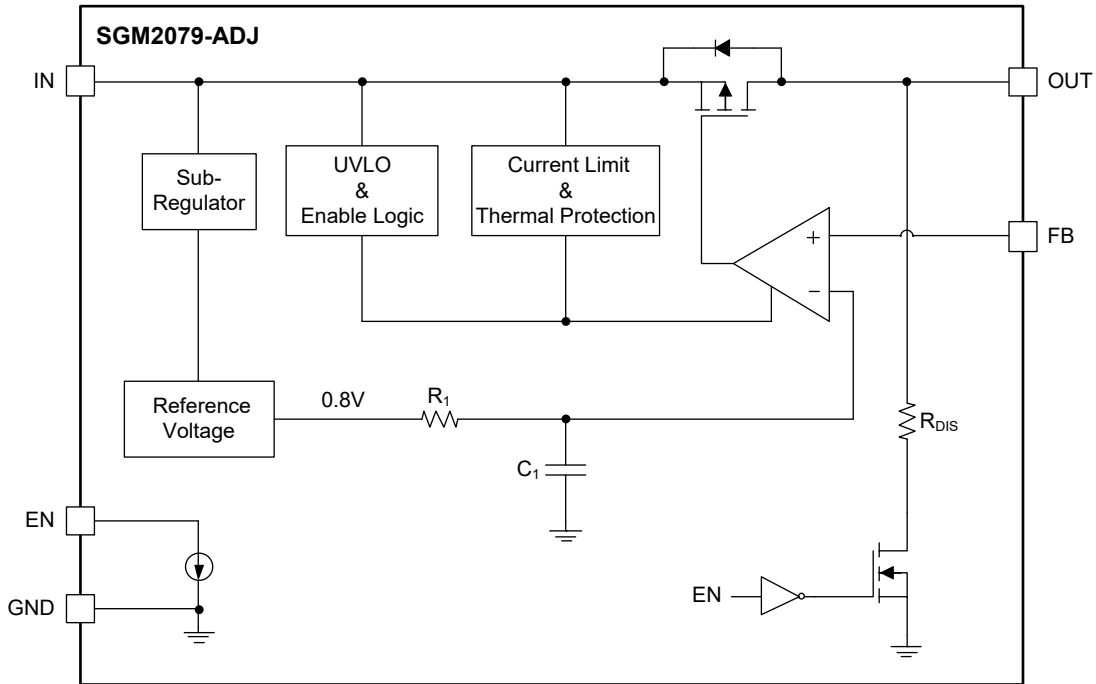 SGM2079-ADJ
IN
OUT
Sub-
Regulator
UVLO
&
Enable Logic
Current Limit
&
Thermal Protection
+
FB
−
Reference
Voltage
0.8V
R1
RDIS
C1
EN
EN
GND